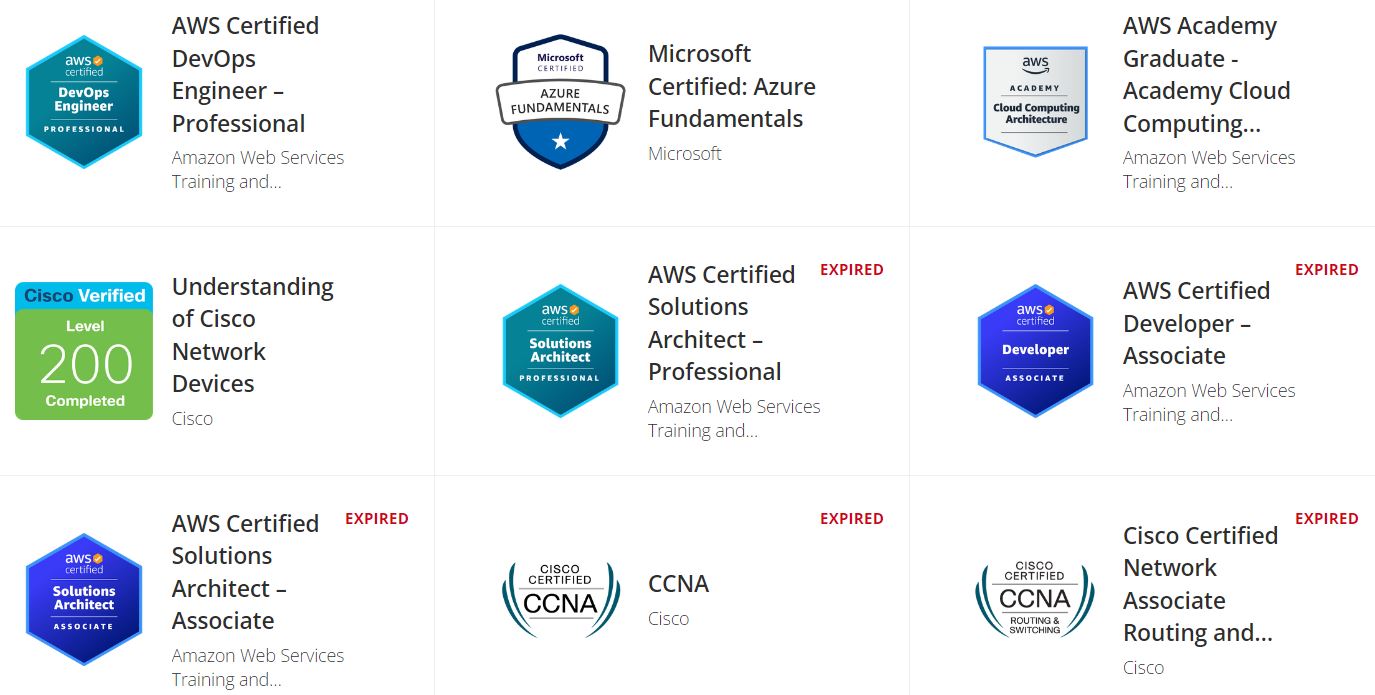 aws
certified
DevOps
Engineer
PROFESSIONAL
AWS Certified
DevOps
Engineer –
Professional
Amazon Web Services
Training and...
Microsoft
CERTIFIED
AZURE
FUNDAMENTALS
Microsoft
Certified: Azure
Fundamentals
Microsoft
aws
ACADEMY
Cloud Computing
Architecture
AWS Academy
Graduate -
Academy Cloud
Computing...
Amazon Web Services
Training and...
Cisco Verified
Level
200
Completed
Understanding
of Cisco
Network
Devices
Cisco
EXPIRED
aws
certified
Solutions
Architect
PROFESSIONAL
AWS Certified
Solutions
Architect –
Professional
Amazon Web Services
Training and...
EXPIRED
aws
certified
Developer
ASSOCIATE
AWS Certified
Developer –
Associate
Amazon Web Services
Training and...
EXPIRED
aws
certified
Solutions
Architect
ASSOCIATE
AWS Certified
Solutions
Architect –
Associate
Amazon Web Services
Training and...
EXPIRED
CISCO
CERTIFIED
CCNA
CCNA
Cisco
EXPIRED
CISCO
CERTIFIED
CCNA
ROUTING &
SWITCHING
Cisco Certified
Network
Associate
Routing and...
Cisco